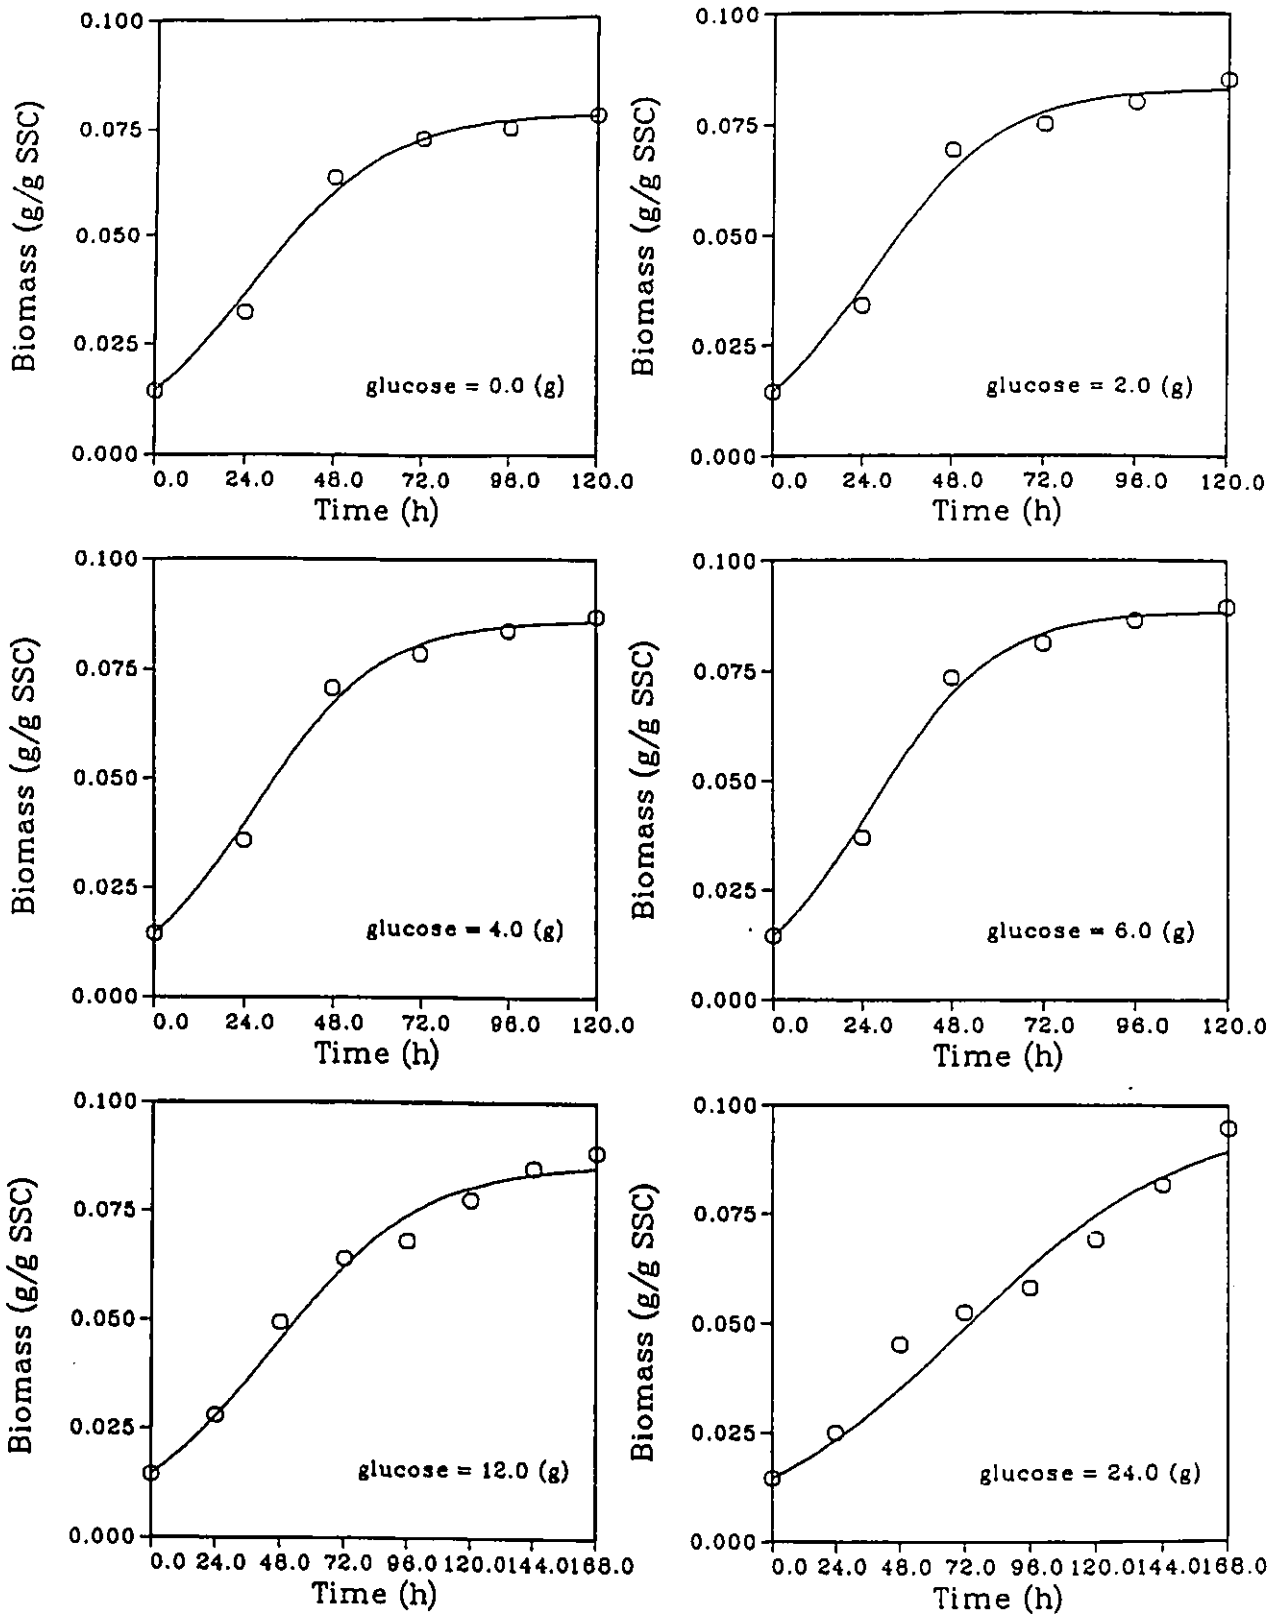 0.100
0.075
0.050
0.025
0.000
Biomass (g/g SSC)
glucose = 0.0 (g)
0.0 24.0 48.0 72.0 96.0 120.0
Time (h)
0.100
0.075
0.050
0.025
0.000
Biomass (g/g SSC)
glucose = 2.0 (g)
0.0 24.0 48.0 72.0 96.0 120.0
Time (h)
0.100
0.075
0.050
0.025
0.000
Biomass (g/g SSC)
glucose = 4.0 (g)
0.0 24.0 48.0 72.0 96.0 120.0
Time (h)
0.100
0.075
0.050
0.025
0.000
Biomass (g/g SSC)
glucose = 6.0 (g)
0.0 24.0 48.0 72.0 96.0 120.0
Time (h)
0.100
0.075
0.050
0.025
0.000
Biomass (g/g SSC)
glucose = 12.0 (g)
0.0 24.0 48.0 72.0 96.0 120.0 144.0 168.0
Time (h)
0.100
0.075
0.050
0.025
0.000
Biomass (g/g SSC)
glucose = 24.0 (g)
0.0 24.0 48.0 72.0 96.0 120.0 144.0 168.0
Time (h)